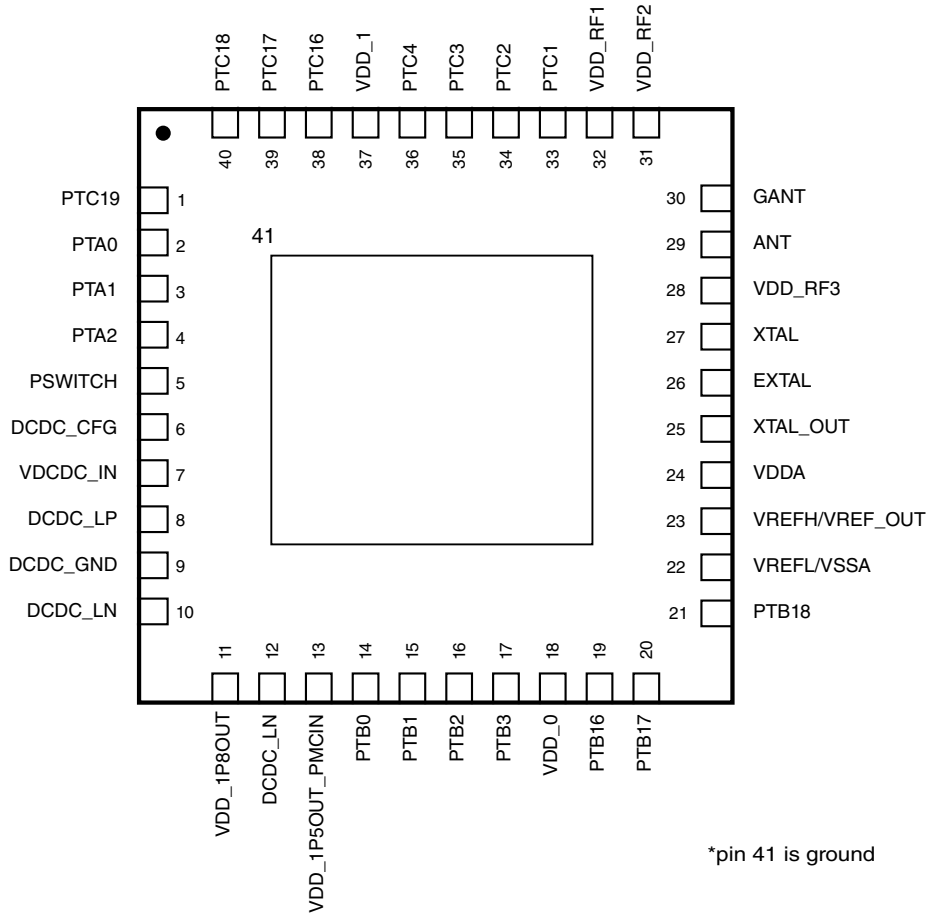 PTC18
PTC17
PTC16
VDD_1
PTC4
PTC3
PTC2
PTC1
VDD_RF1
VDD_RF2
40
39
38
37
36
35
34
33
32
31
PTC19 1
PTA0 2
PTA1 3
PTA2 4
PSWITCH 5
DCDC_CFG 6
VDCDC_IN 7
DCDC_LP 8
DCDC_GND 9
DCDC_LN 10
41
30 GANT
29 ANT
28 VDD_RF3
27 XTAL
26 EXTAL
25 XTAL_OUT
24 VDDA
23 VREFH/VREF_OUT
22 VREFL/VSSA
21 PTB18
11
12
13
14
15
16
17
18
19
20
VDD_1P8OUT
DCDC_LN
VDD_1P5OUT_PMCIN
PTB0
PTB1
PTB2
PTB3
VDD_0
PTB16
PTB17
*pin 41 is ground